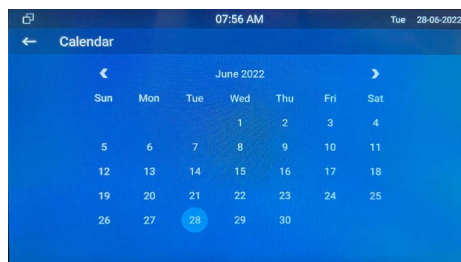 07:56 AM Tue 28-06-2022
Calendar
June 2022
Sun Mon Tue Wed Thu Fri Sat
1 2 3 4
5 6 7 8 9 10 11
12 13 14 15 16 17 18
19 20 21 22 23 24 25
26 27 28 29 30